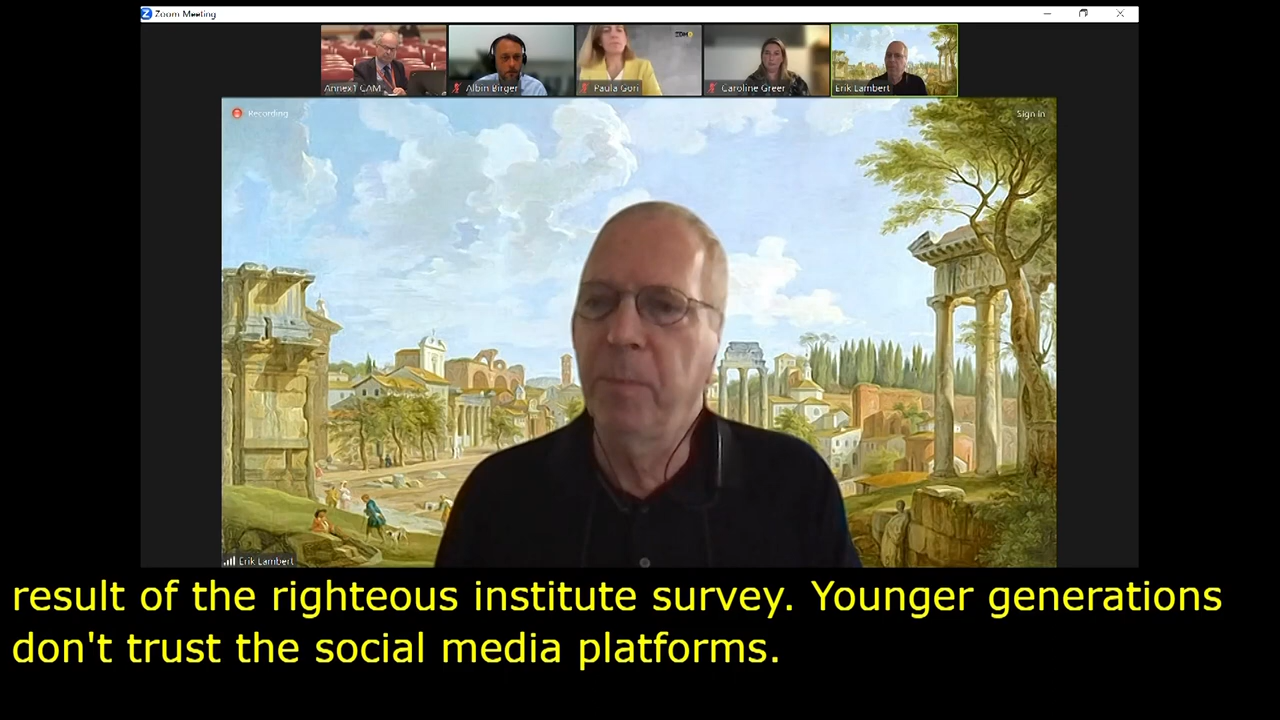 Zoom Meeting
EDMO
Annex1 CAM
Albin Birger
Paula Gori
Caroline Greer
Erik Lambert
Recording
Sign in
Erik Lambert
result of the righteous institute survey. Younger generations
don't trust the social media platforms.